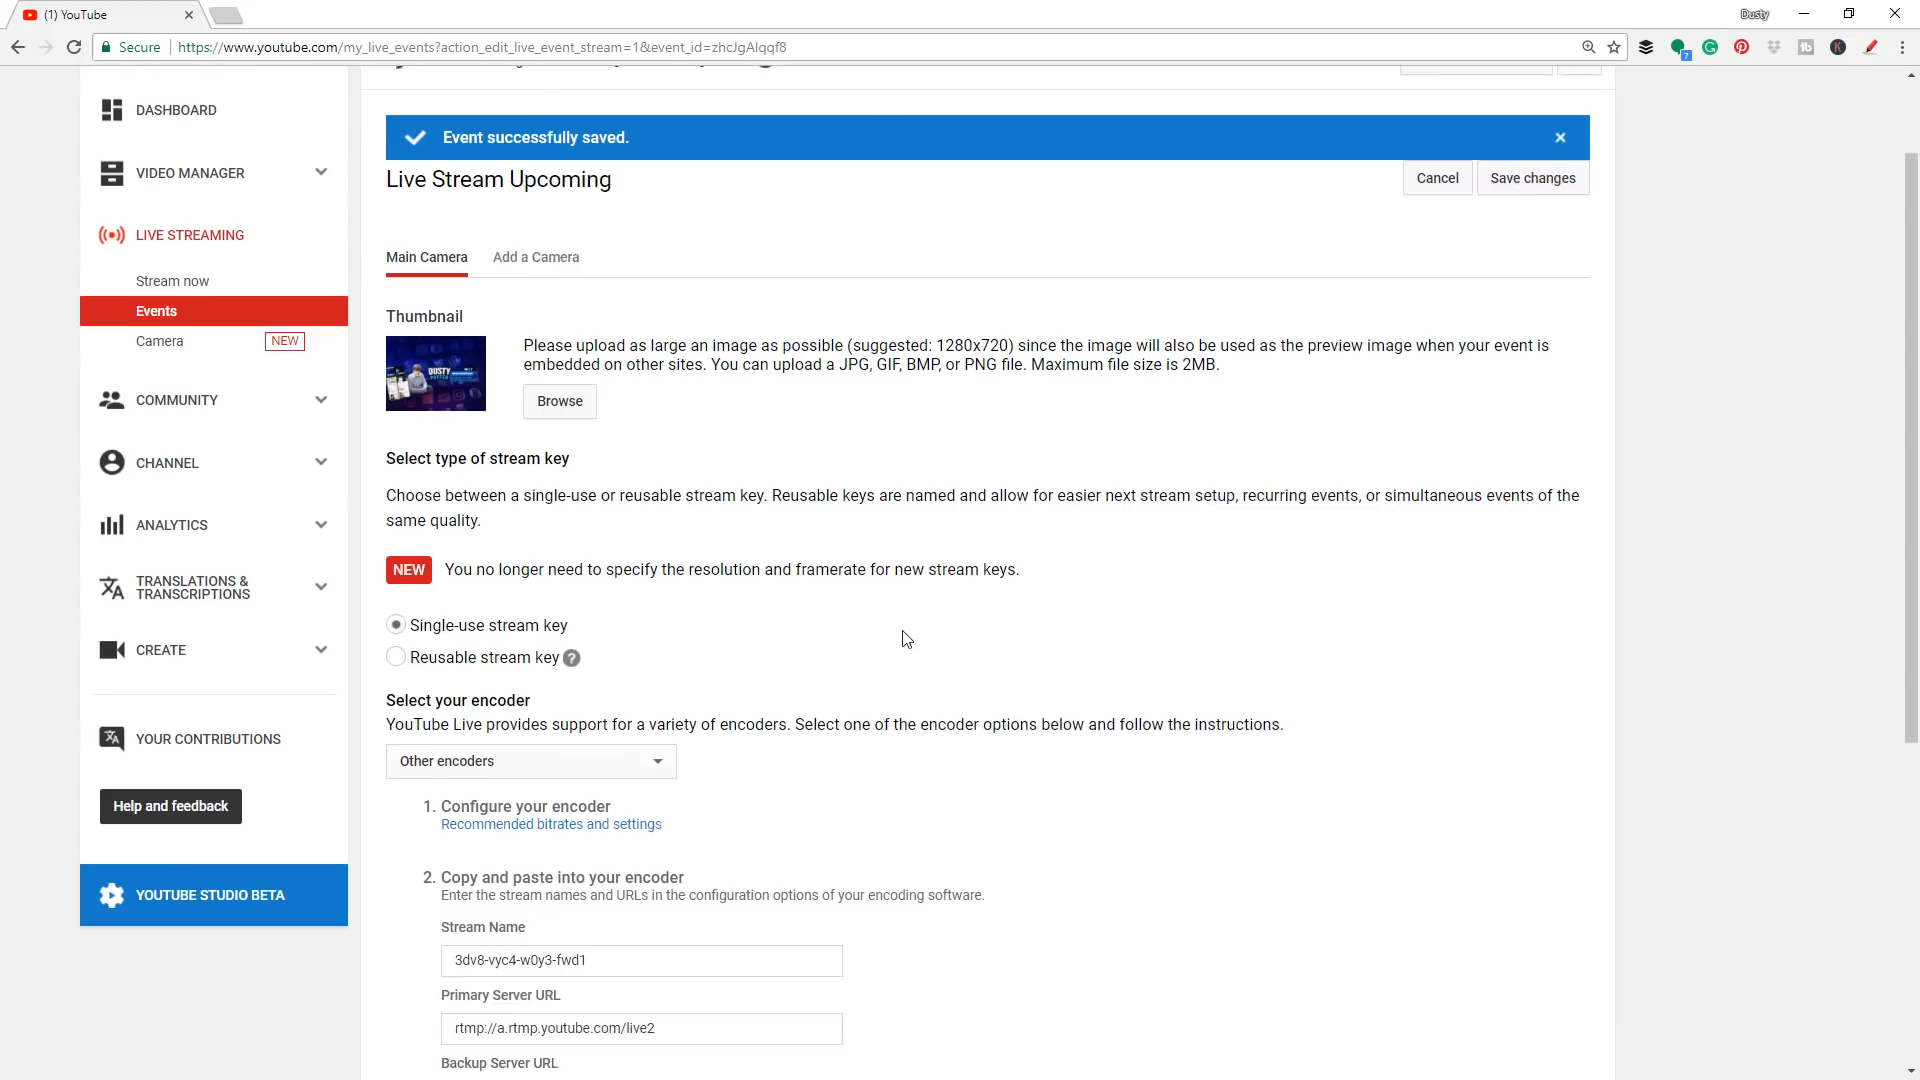 (1) YouTube
Dusty
Secure
https://www.youtube.com/my_live_events?action_edit_live_event_stream=1&event_id=zhcJgAlqqf8
7
DASHBOARD
VIDEO MANAGER
LIVE STREAMING
Stream now
Events
Camera NEW
COMMUNITY
CHANNEL
ANALYTICS
TRANSLATIONS &
TRANSCRIPTIONS
CREATE
YOUR CONTRIBUTIONS
Help and feedback
YOUTUBE STUDIO BETA
Event successfully saved.
Live Stream Upcoming
Cancel
Save changes
Main Camera
Add a Camera
Thumbnail
DUSTY
Please upload as large an image as possible (suggested: 1280x720) since the image will also be used as the preview image when your event is
embedded on other sites. You can upload a JPG, GIF, BMP, or PNG file. Maximum file size is 2MB.
Browse
Select type of stream key
Choose between a single-use or reusable stream key. Reusable keys are named and allow for easier next stream setup, recurring events, or simultaneous events of the
same quality.
NEW You no longer need to specify the resolution and framerate for new stream keys.
Single-use stream key
Reusable stream key ?
Select your encoder
YouTube Live provides support for a variety of encoders. Select one of the encoder options below and follow the instructions.
Other encoders
1. Configure your encoder
Recommended bitrates and settings
2. Copy and paste into your encoder
Enter the stream names and URLs in the configuration options of your encoding software.
Stream Name
3dv8-vyc4-w0y3-fwd1
Primary Server URL
rtmp://a.rtmp.youtube.com/live2
Backup Server URL